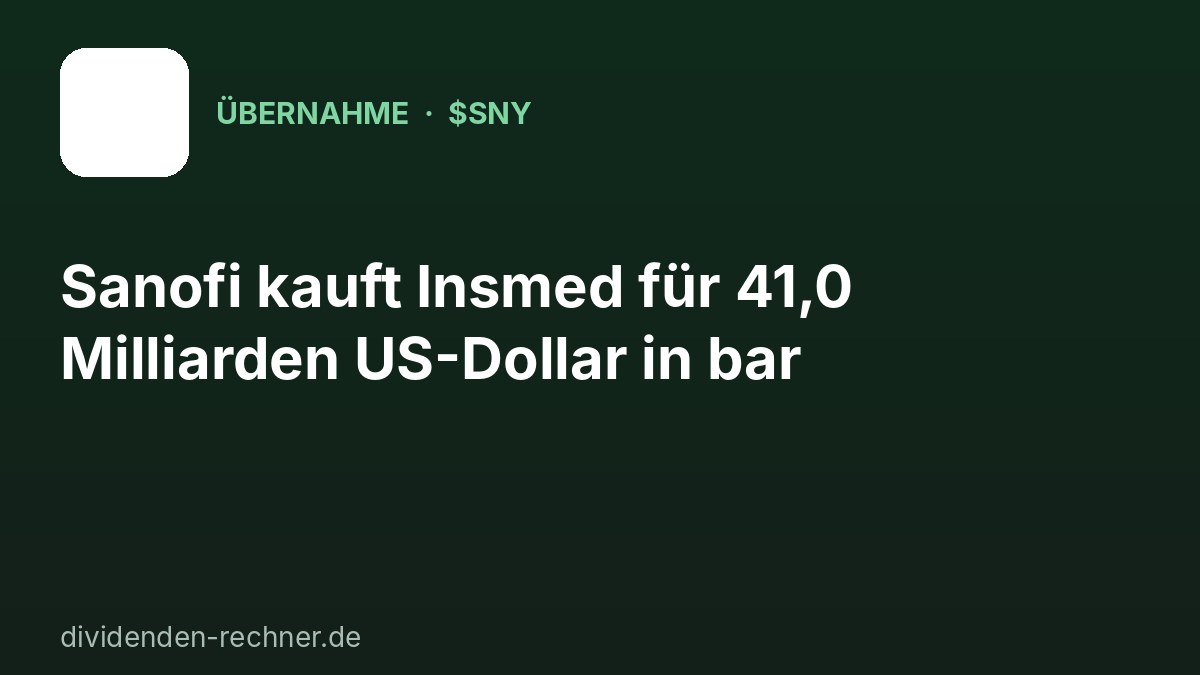 ÜBERNAHME · $SNY
Sanofi kauft Insmed für 41,0
Milliarden US-Dollar in bar
dividenden-rechner.de